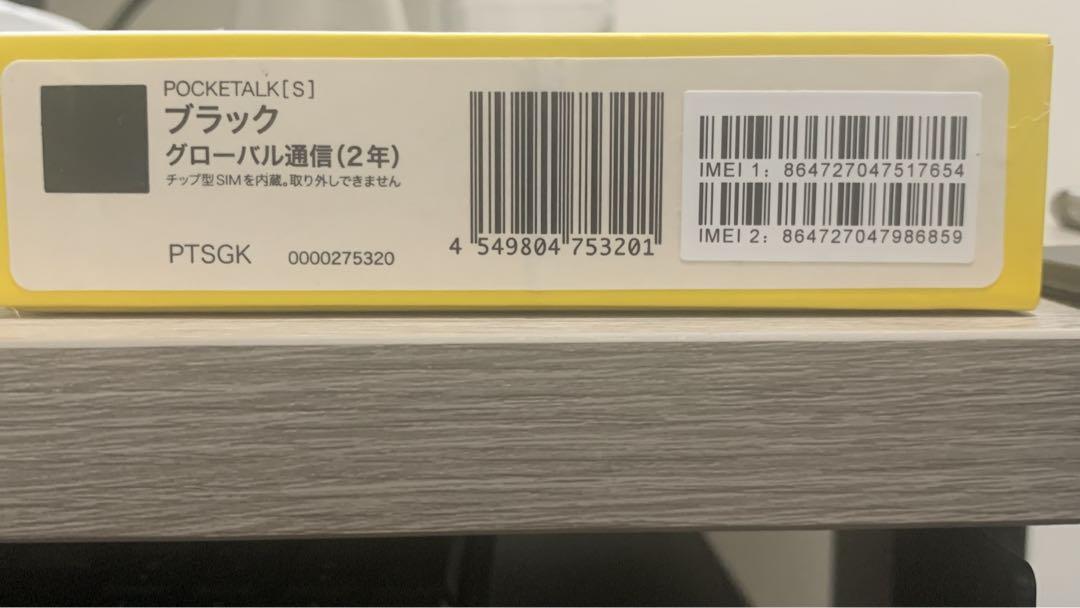 POCKETALK[S]
ブラック
グローバル通信(2年)
チップ型SIMを内蔵。取り外しできません
PTSGK 0000275320
4 549804 753201
IMEI 1: 864727047517654
IMEI 2: 864727047986859